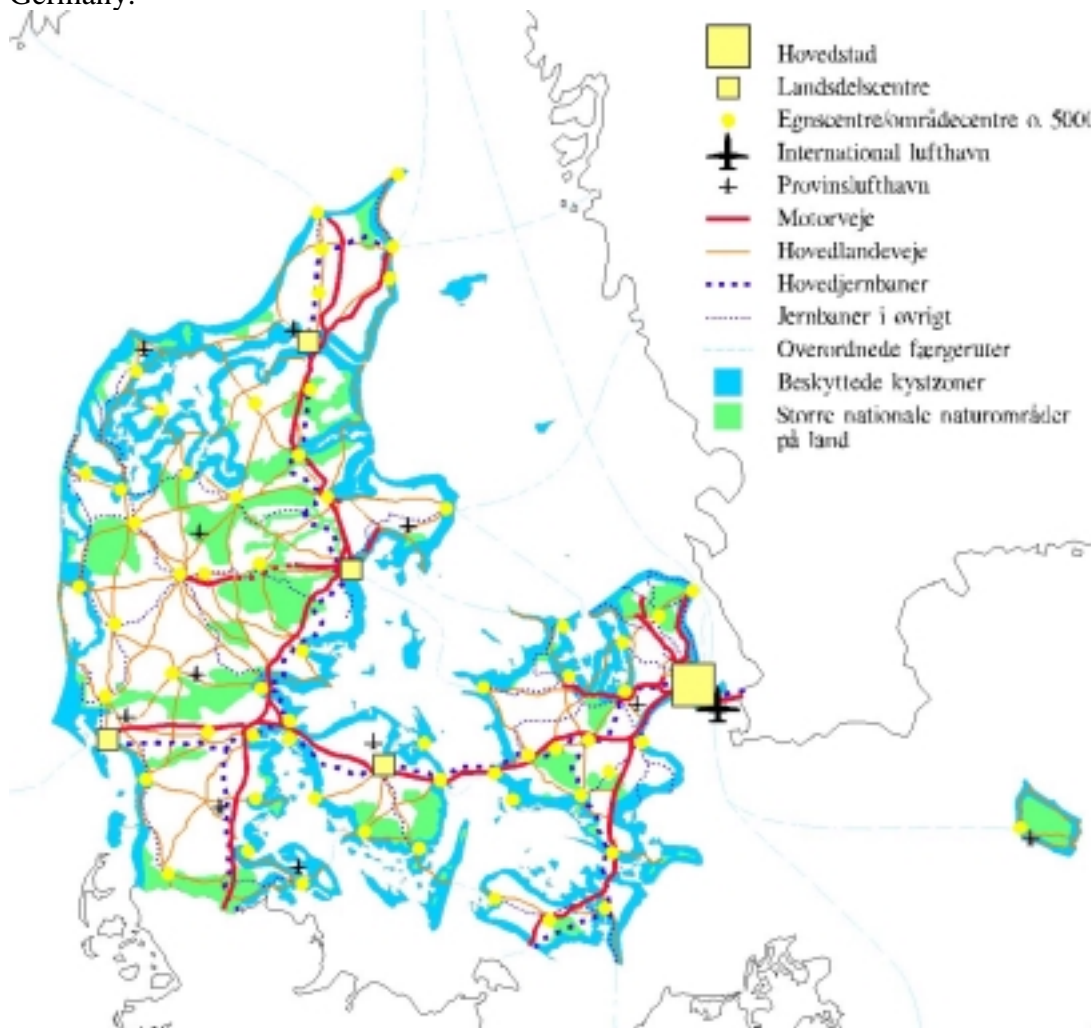 Germany.
Hovedstad
Landsdelscentre
Egnscentre/områdecentre o. 5000
International lufthavn
Provinslufthavn
Motorveje
Hovedlandeveje
Hovedjernbaner
Jernbaner i øvrigt
Overordnede færgeruter
Beskyttede kystzoner
Større nationale naturområder
på land